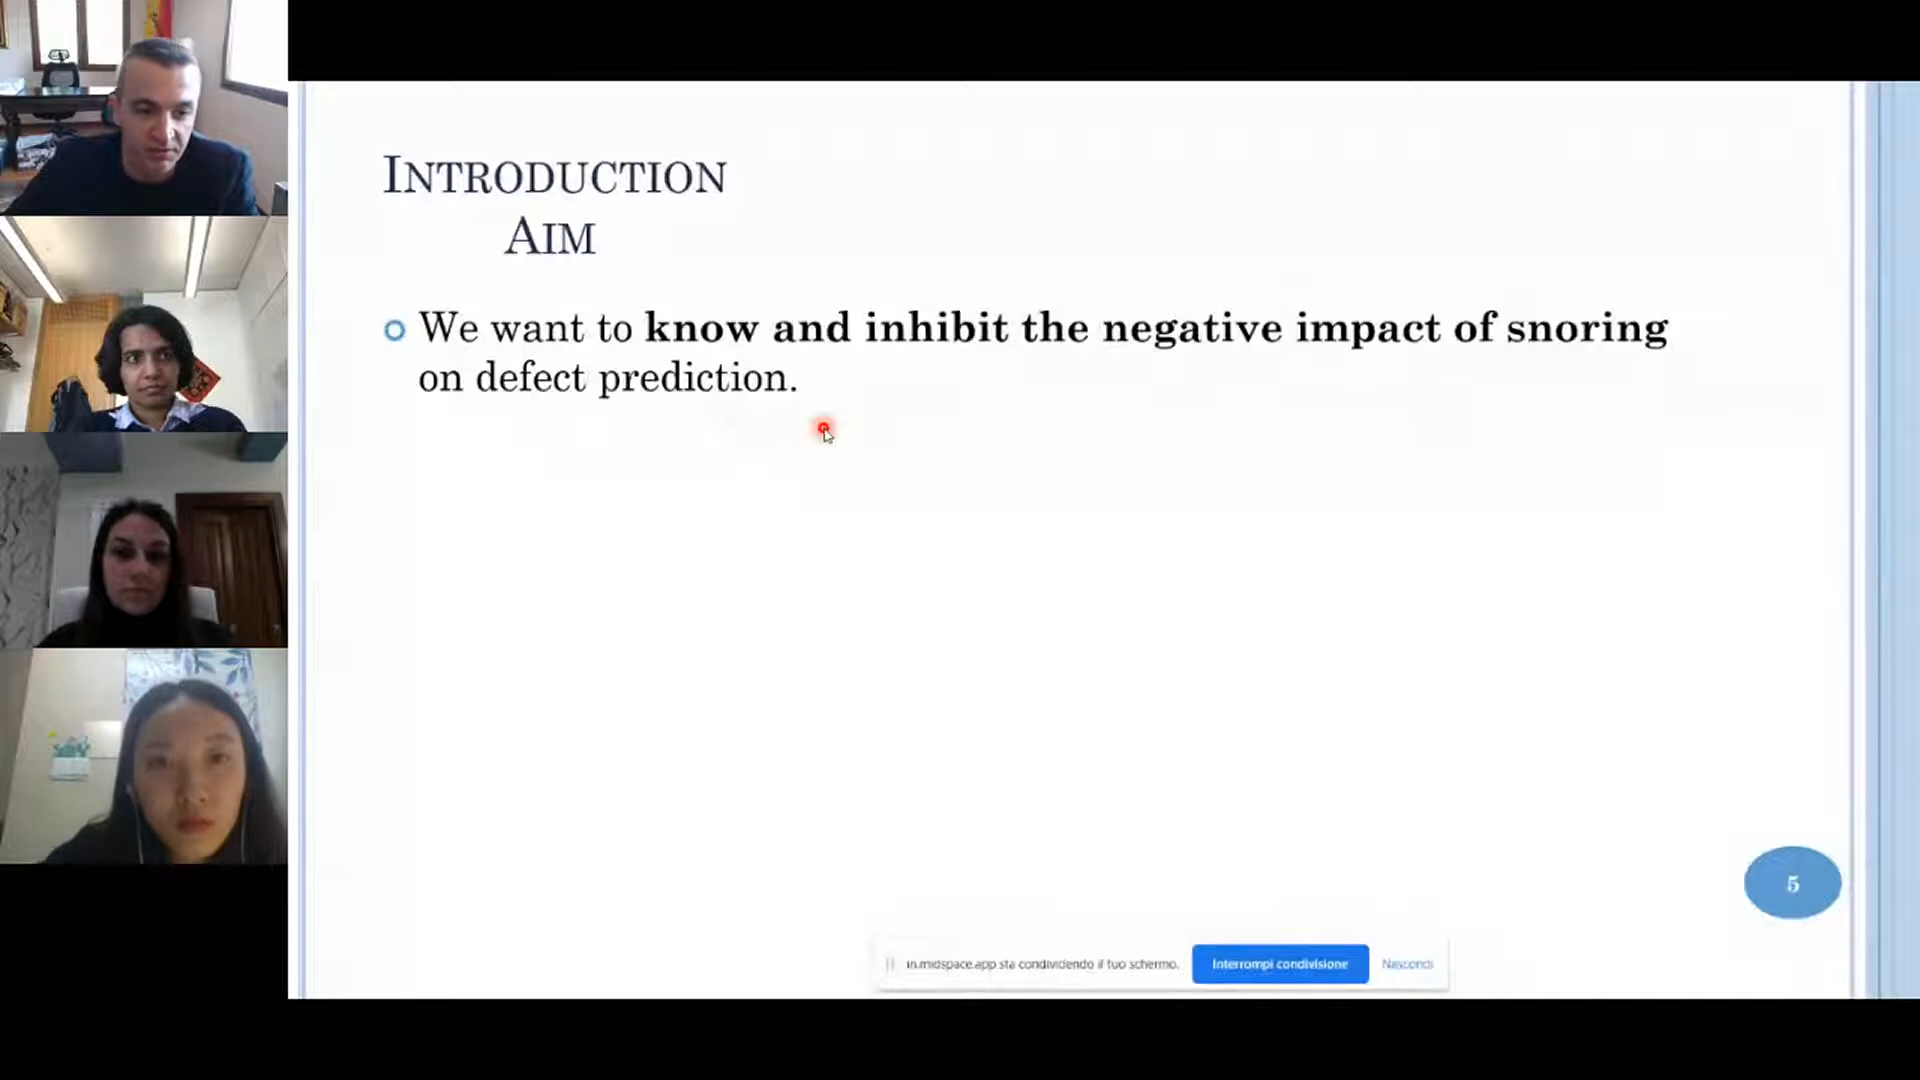 INTRODUCTION
AIM
We want to know and inhibit the negative impact of snoring
on defect prediction.
5
in.midspace.app sta condividendo il tuo schermo.
Interrompi condivisione
Nascondi